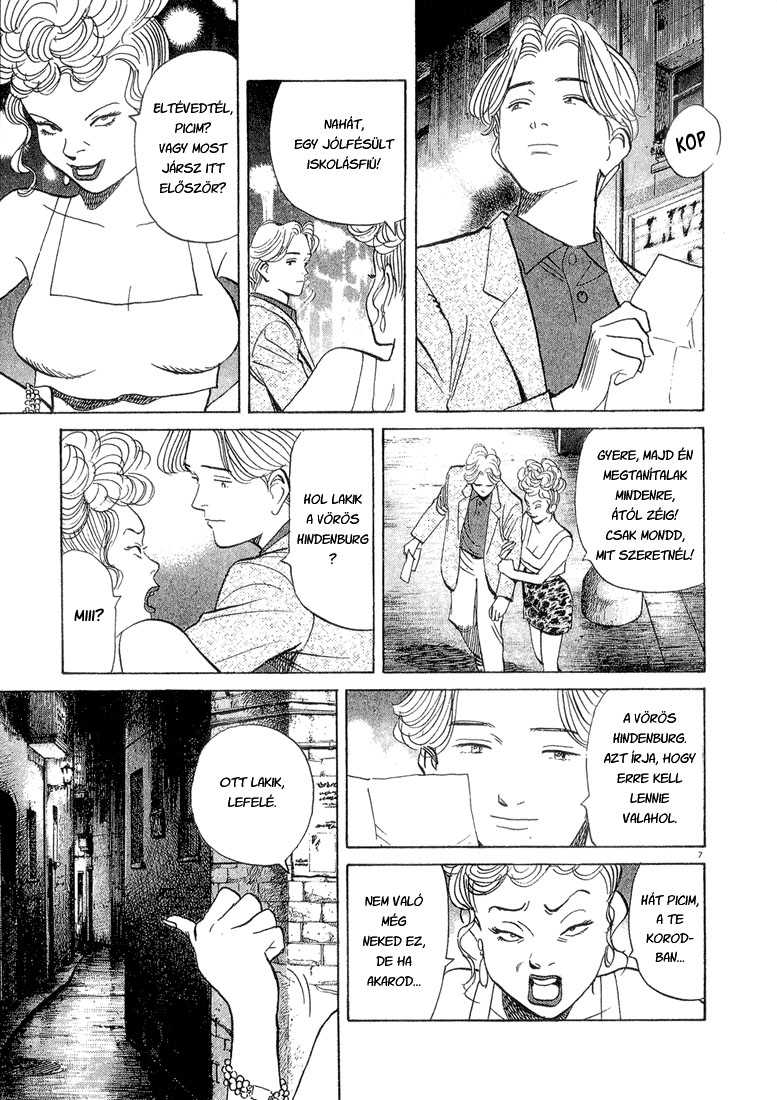 KOP
LIV
NAHÁT,
EGY JÓLFÉSÜLT
ISKOLÁSFIÚ!
ELTÉVEDTÉL,
PICIM?
VAGY MOST
JÁRSZ ITT
ELŐSZÖR?
GYERE, MAJD ÉN
MEGTANÍTALAK
MINDENRE,
ÁTÓL ZÉIG!
CSAK MONDD,
MIT SZERETNÉL!
HOL LAKIK
A VÖRÖS
HINDENBURG
?
MIII?
A VÖRÖS
HINDENBURG.
AZT ÍRJA, HOGY
ERRE KELL
LENNIE
VALAHOL.
7
HÁT PICIM,
A TE
KOROD-
BAN...
NEM VALÓ
MÉG
NEKED EZ,
DE HA
AKAROD...
OTT LAKIK,
LEFELÉ.